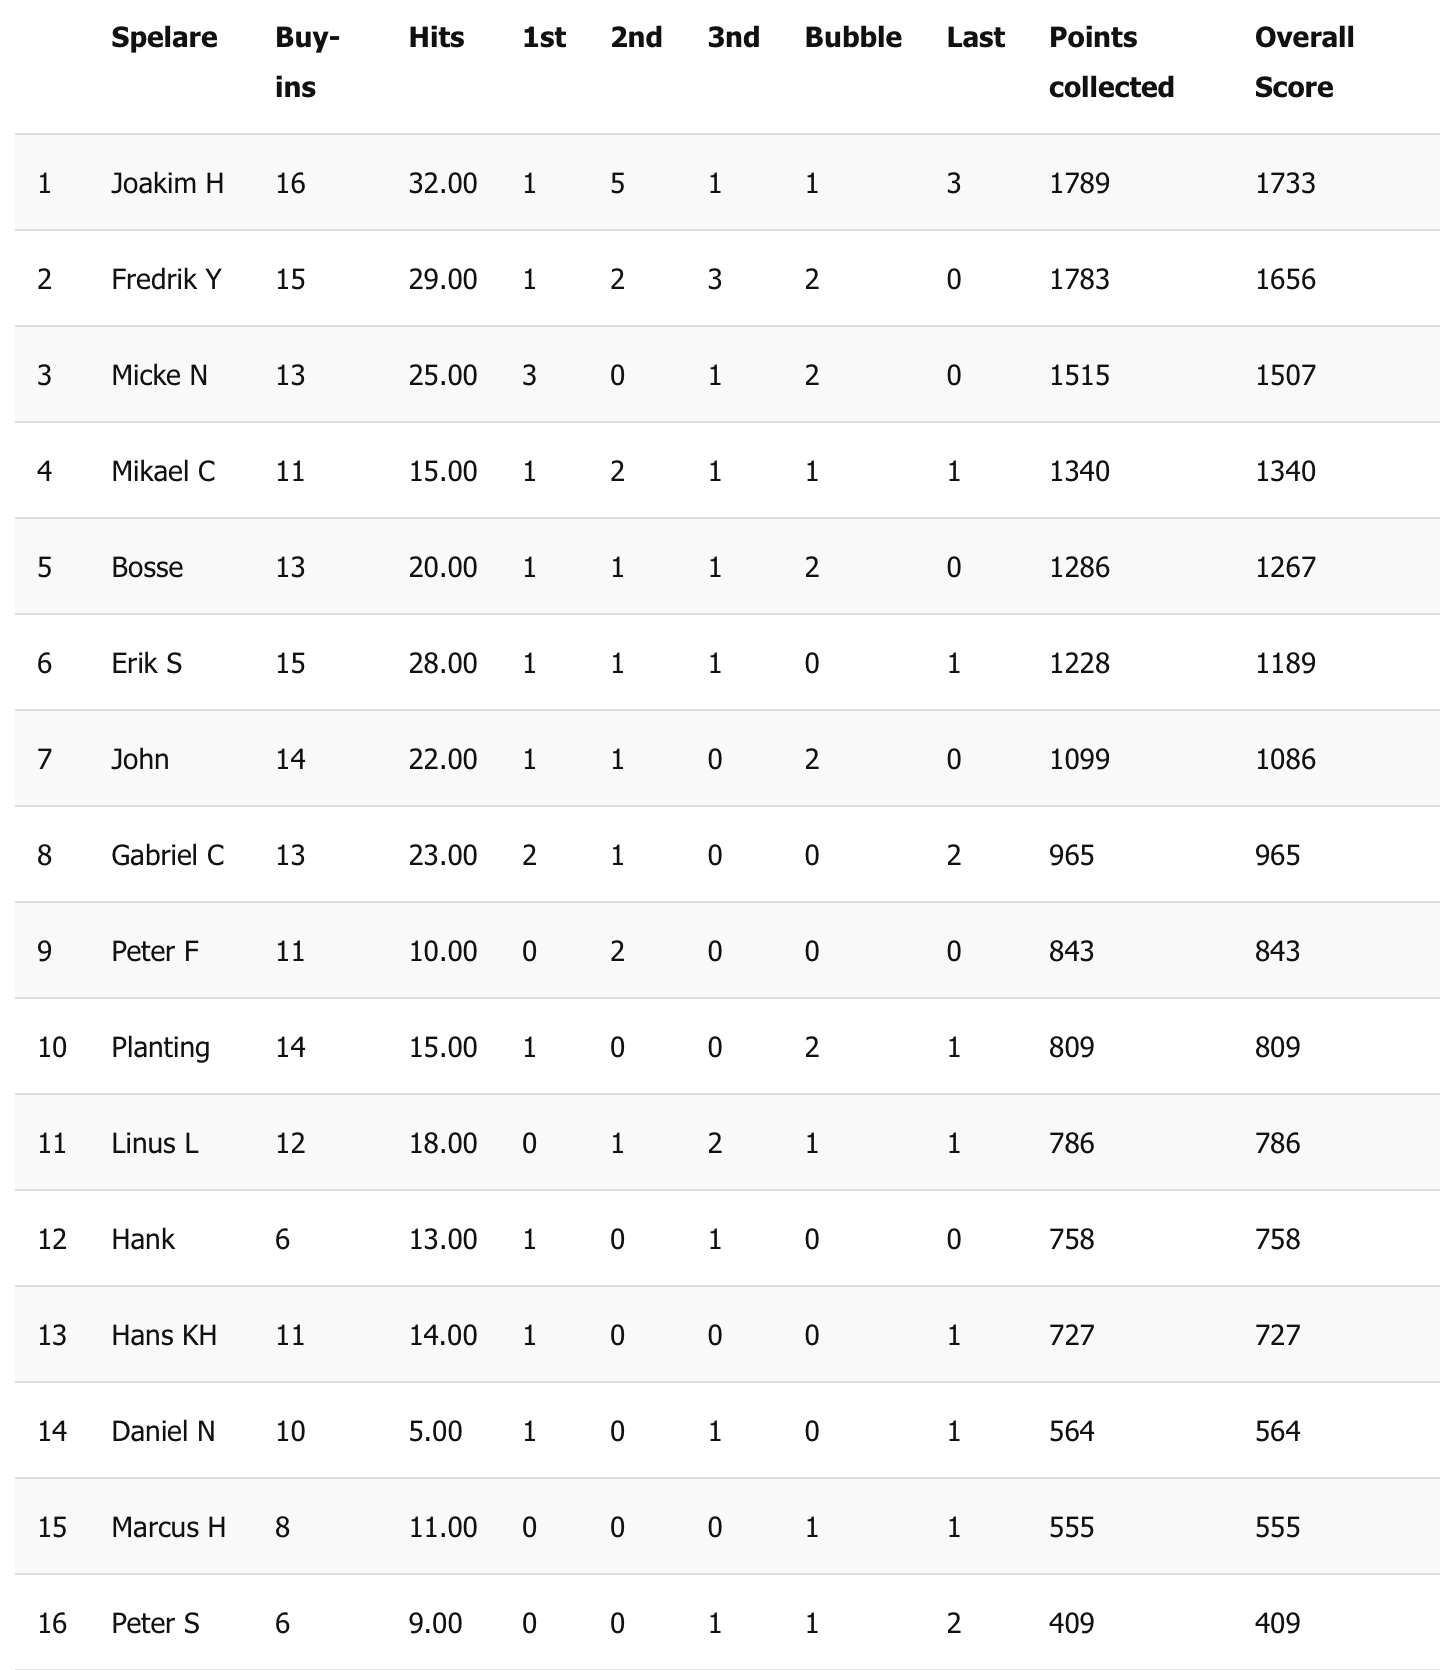 Spelare Buy-ins Hits 1st 2nd 3nd Bubble Last Points collected Overall Score
1 Joakim H 16 32.00 1 5 1 1 3 1789 1733
2 Fredrik Y 15 29.00 1 2 3 2 0 1783 1656
3 Micke N 13 25.00 3 0 1 2 0 1515 1507
4 Mikael C 11 15.00 1 2 1 1 1 1340 1340
5 Bosse 13 20.00 1 1 1 2 0 1286 1267
6 Erik S 15 28.00 1 1 1 0 1 1228 1189
7 John 14 22.00 1 1 0 2 0 1099 1086
8 Gabriel C 13 23.00 2 1 0 0 2 965 965
9 Peter F 11 10.00 0 2 0 0 0 843 843
10 Planting 14 15.00 1 0 0 2 1 809 809
11 Linus L 12 18.00 0 1 2 1 1 786 786
12 Hank 6 13.00 1 0 1 0 0 758 758
13 Hans KH 11 14.00 1 0 0 0 1 727 727
14 Daniel N 10 5.00 1 0 1 0 1 564 564
15 Marcus H 8 11.00 0 0 0 1 1 555 555
16 Peter S 6 9.00 0 0 1 1 2 409 409